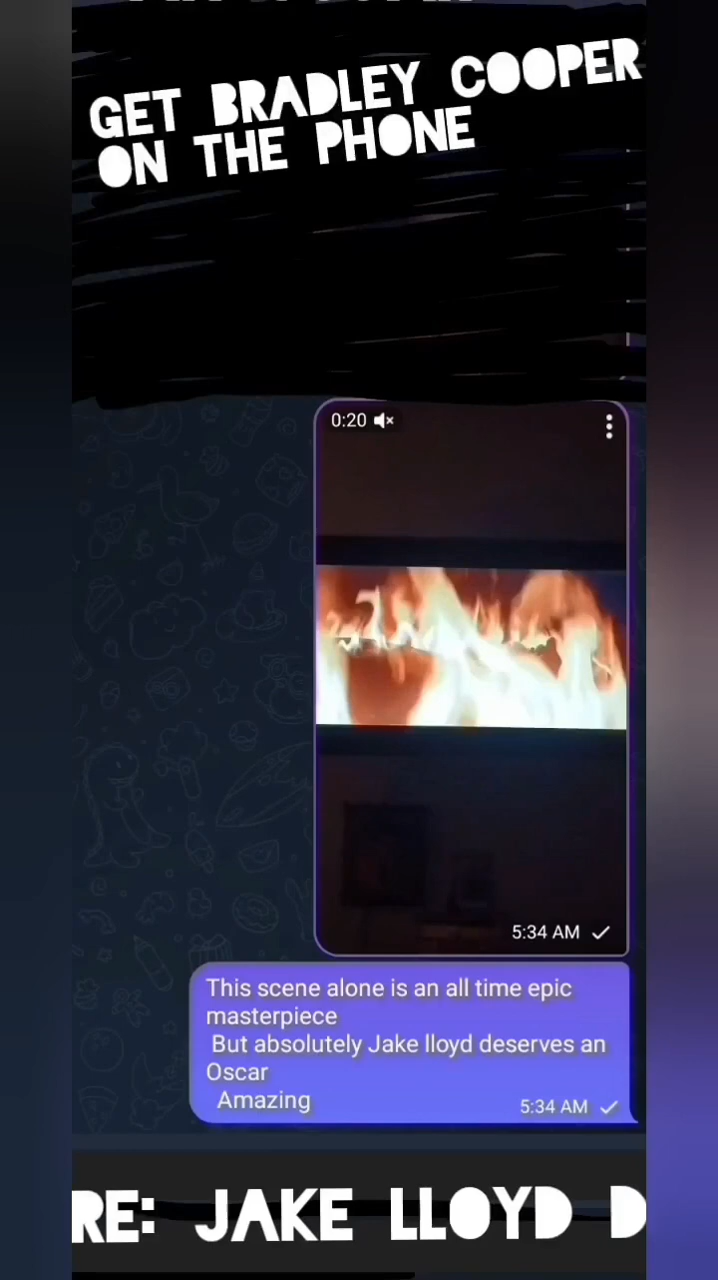 GET BRADLEY COOPER
ON THE PHONE
0:20
5:34 AM
This scene alone is an all time epic
masterpiece
But absolutely Jake lloyd deserves an
Oscar
Amazing
5:34 AM
RE: JAKE LLOYD D